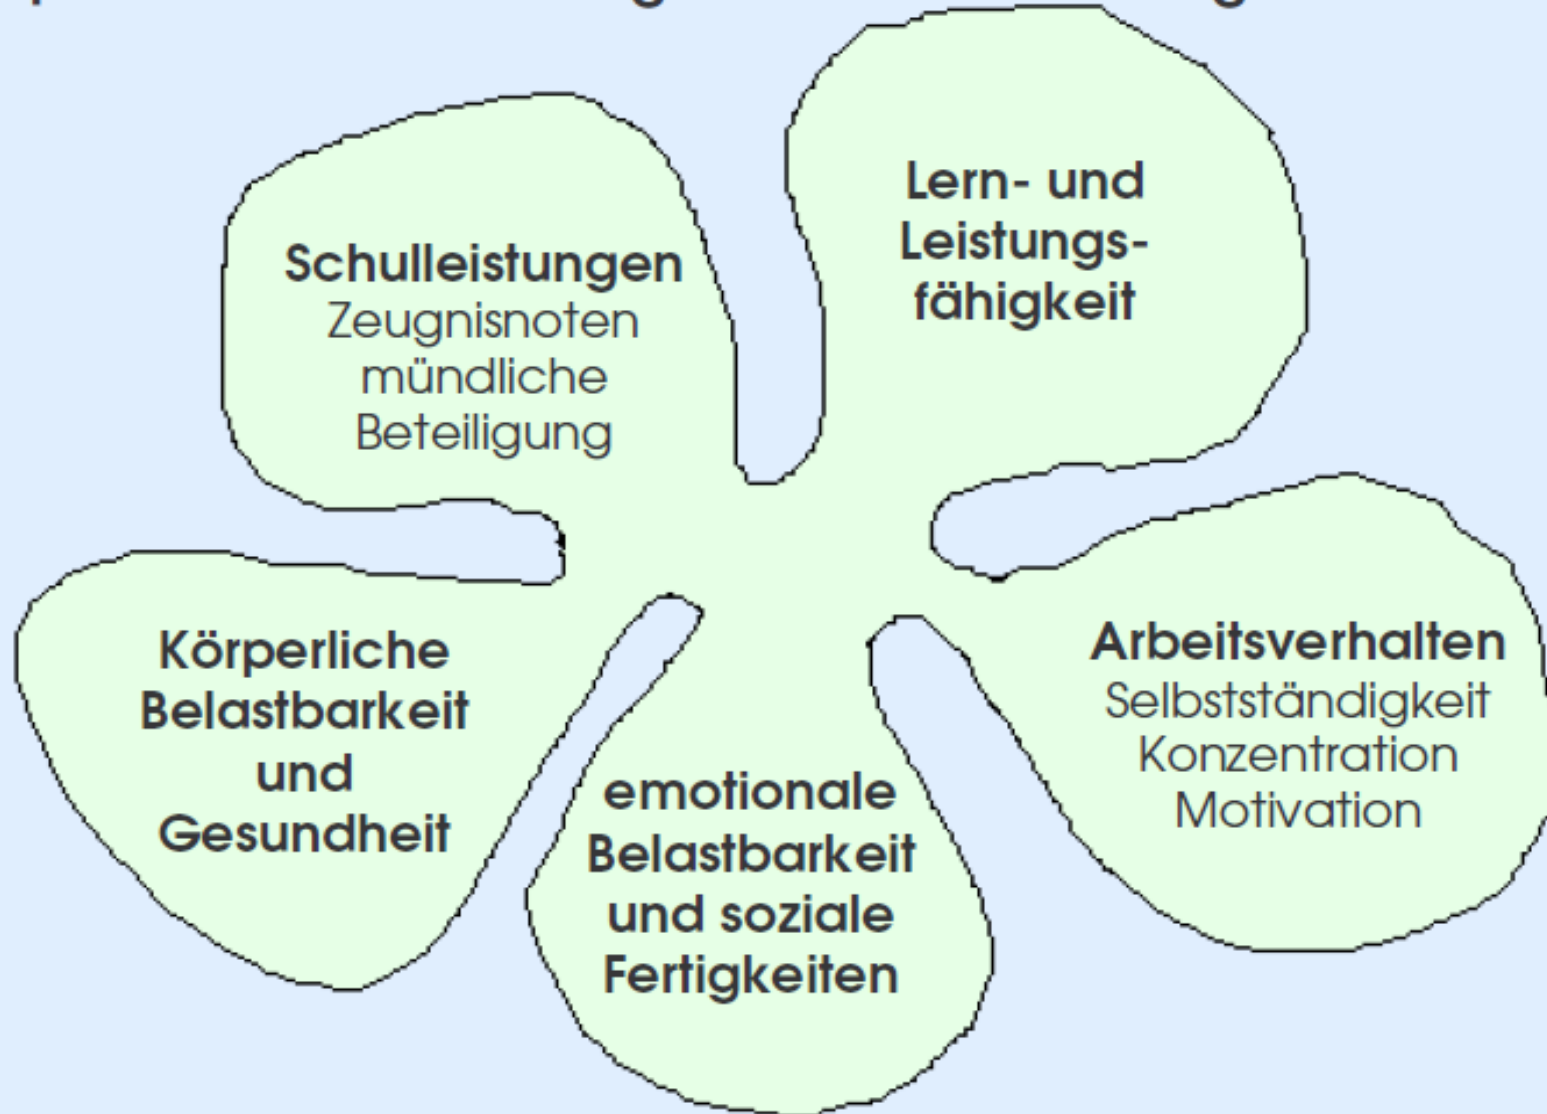 Lern- und
Leistungs-
fähigkeit
Schulleistungen
Zeugnisnoten
mündliche
Beteiligung
Körperliche
Belastbarkeit
und
Gesundheit
emotionale
Belastbarkeit
und soziale
Fertigkeiten
Arbeitsverhalten
Selbstständigkeit
Konzentration
Motivation